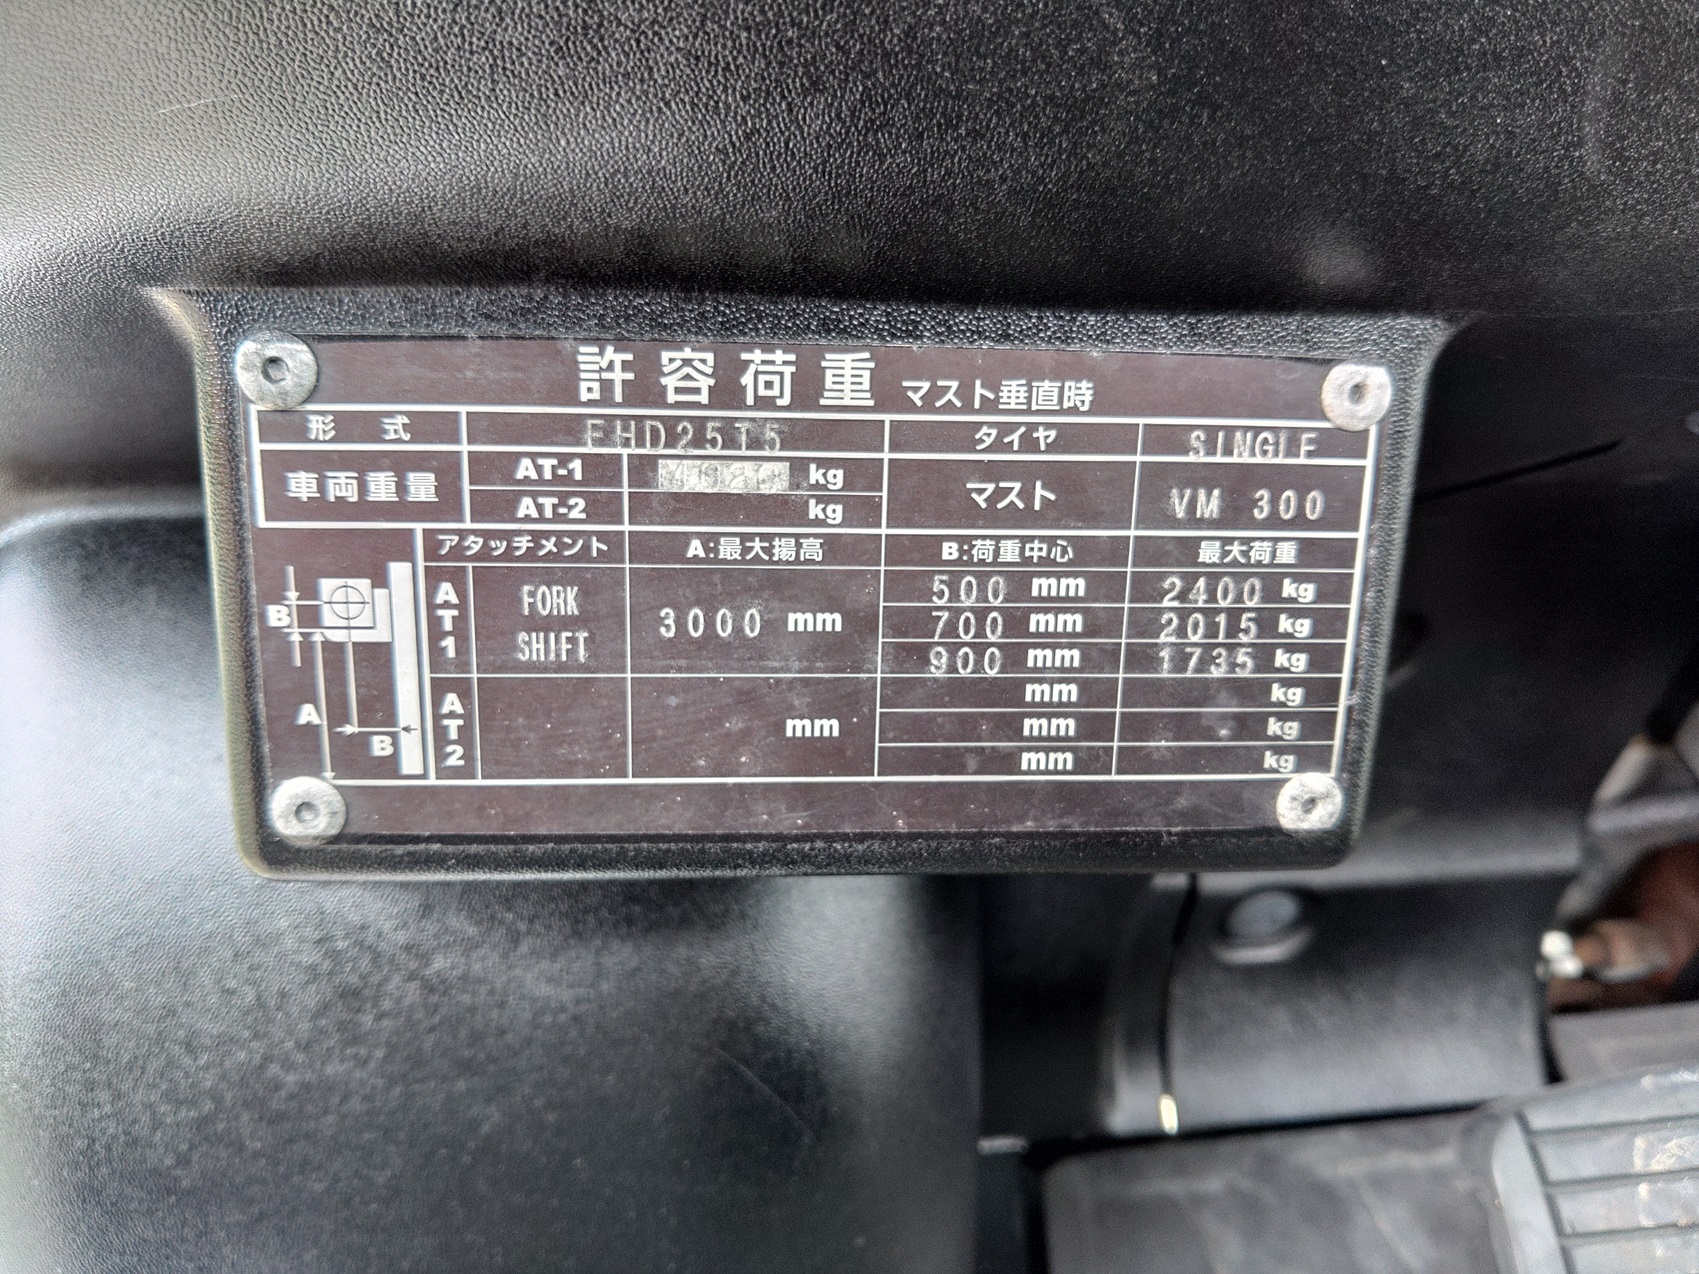 許容荷重 マスト垂直時
形式 FHD25T5 タイヤ SINGLE
車両重量 AT-1 kg マスト VM 300
AT-2 kg
アタッチメント A:最大揚高 B:荷重中心 最大荷重
AT1 FORK SHIFT 3000 mm 500 mm 2400 kg
700 mm 2015 kg
900 mm 1735 kg
AT2 mm mm kg
mm kg
mm kg
B
A
B